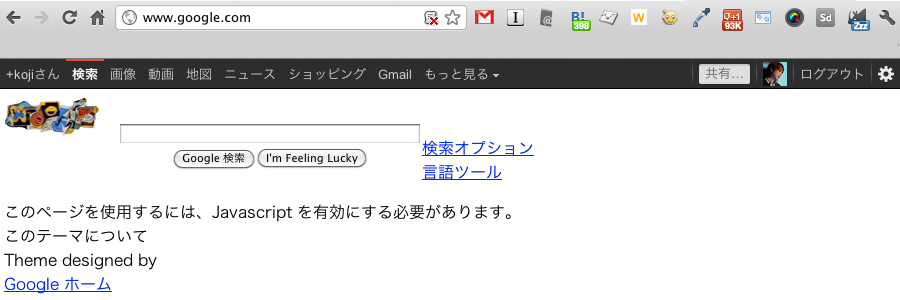 www.google.com
B!
398
W
+1
93K
Sd
Zzz
+kojiさん 検索 画像 動画 地図 ニュース ショッピング Gmail もっと見る 共有... ログアウト
Google 検索 I'm Feeling Lucky
検索オプション
言語ツール
このページを使用するには、Javascript を有効にする必要があります。
このテーマについて
Theme designed by
Google ホーム